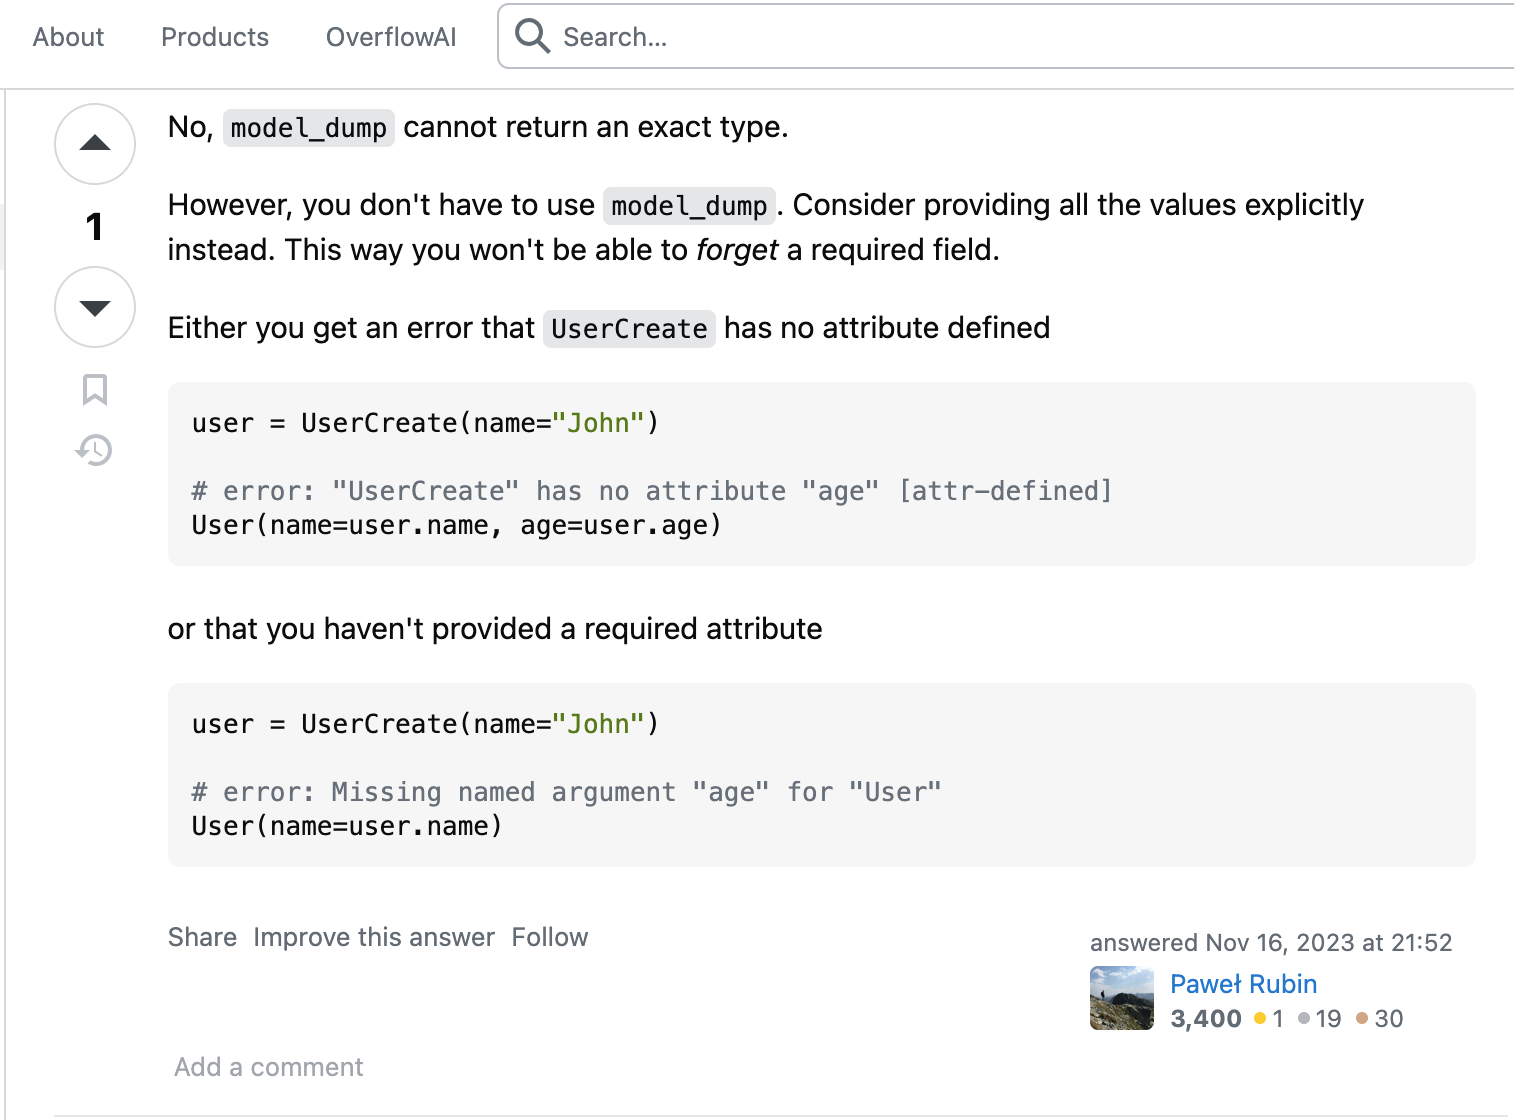 About Products OverflowAI Search...
No, model_dump cannot return an exact type.
1
However, you don't have to use model_dump. Consider providing all the values explicitly
instead. This way you won't be able to forget a required field.
Either you get an error that UserCreate has no attribute defined
user = UserCreate(name="John")
# error: "UserCreate" has no attribute "age" [attr-defined]
User(name=user.name, age=user.age)
or that you haven't provided a required attribute
user = UserCreate(name="John")
# error: Missing named argument "age" for "User"
User(name=user.name)
Share Improve this answer Follow
answered Nov 16, 2023 at 21:52
Paweł Rubin
3,400 1 19 30
Add a comment